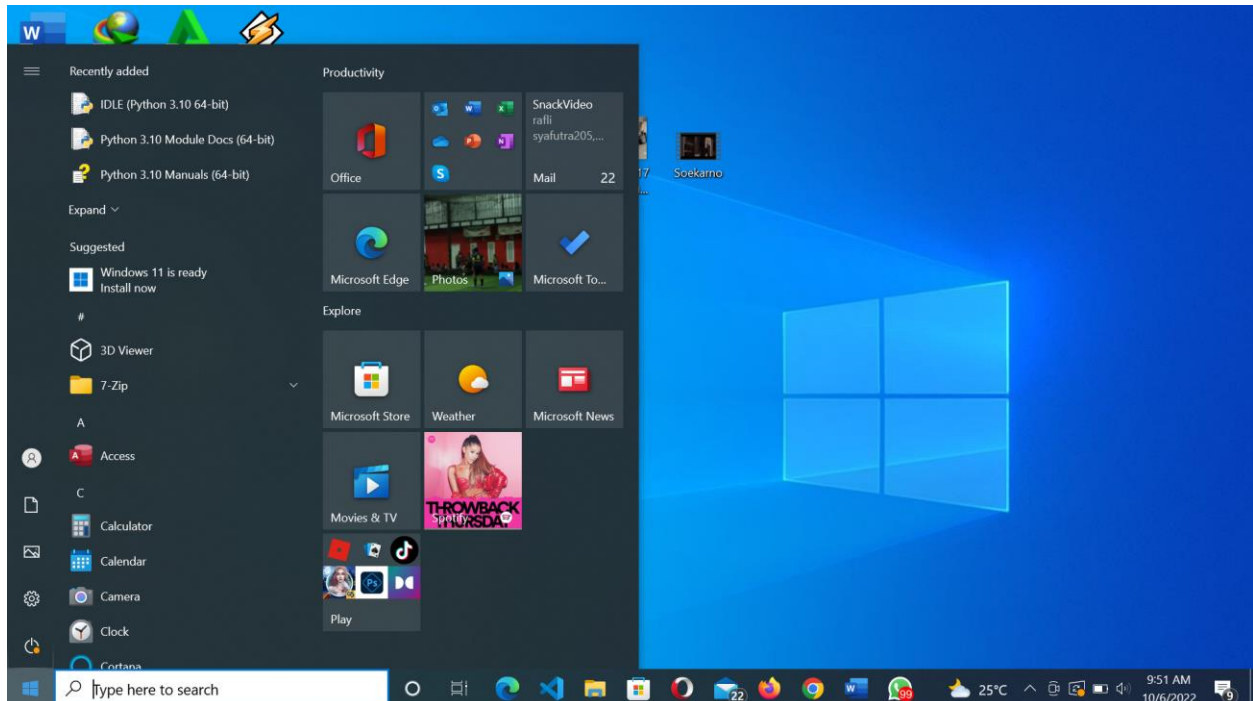 W
Recently added
IDLE (Python 3.10 64-bit)
Python 3.10 Module Docs (64-bit)
Python 3.10 Manuals (64-bit)
Expand
Suggested
Windows 11 is ready
Install now
#
3D Viewer
7-Zip
A
Access
C
Calculator
Calendar
Camera
Clock
Cortana
Productivity
Office
SnackVideo
rafli
syafutra205,...
Mail 22
Microsoft Edge
Photos
Microsoft To...
Explore
Microsoft Store
Weather
Microsoft News
Movies & TV
THROWBACK
THURSDAY
Spotify
Ps
Play
17
...
Soekarno
Type here to search
22
99
25°C
9:51 AM
10/6/2022
9